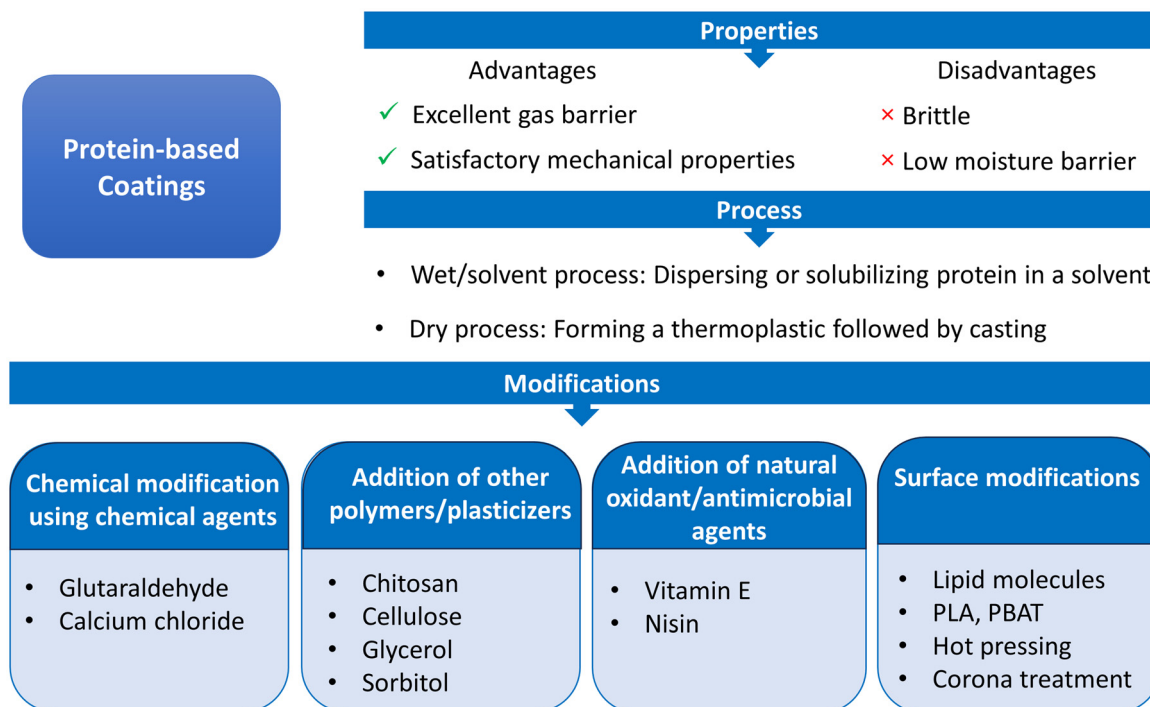 Protein-based
Coatings
Properties
Advantages
Disadvantages
✓ Excellent gas barrier
× Brittle
✓ Satisfactory mechanical properties
× Low moisture barrier
Process
• Wet/solvent process: Dispersing or solubilizing protein in a solvent
• Dry process: Forming a thermoplastic followed by casting
Modifications
Chemical modification
using chemical agents
• Glutaraldehyde
• Calcium chloride
Addition of other
polymers/plasticizers
• Chitosan
• Cellulose
• Glycerol
• Sorbitol
Addition of natural
oxidant/antimicrobial
agents
• Vitamin E
• Nisin
Surface modifications
• Lipid molecules
• PLA, PBAT
• Hot pressing
• Corona treatment